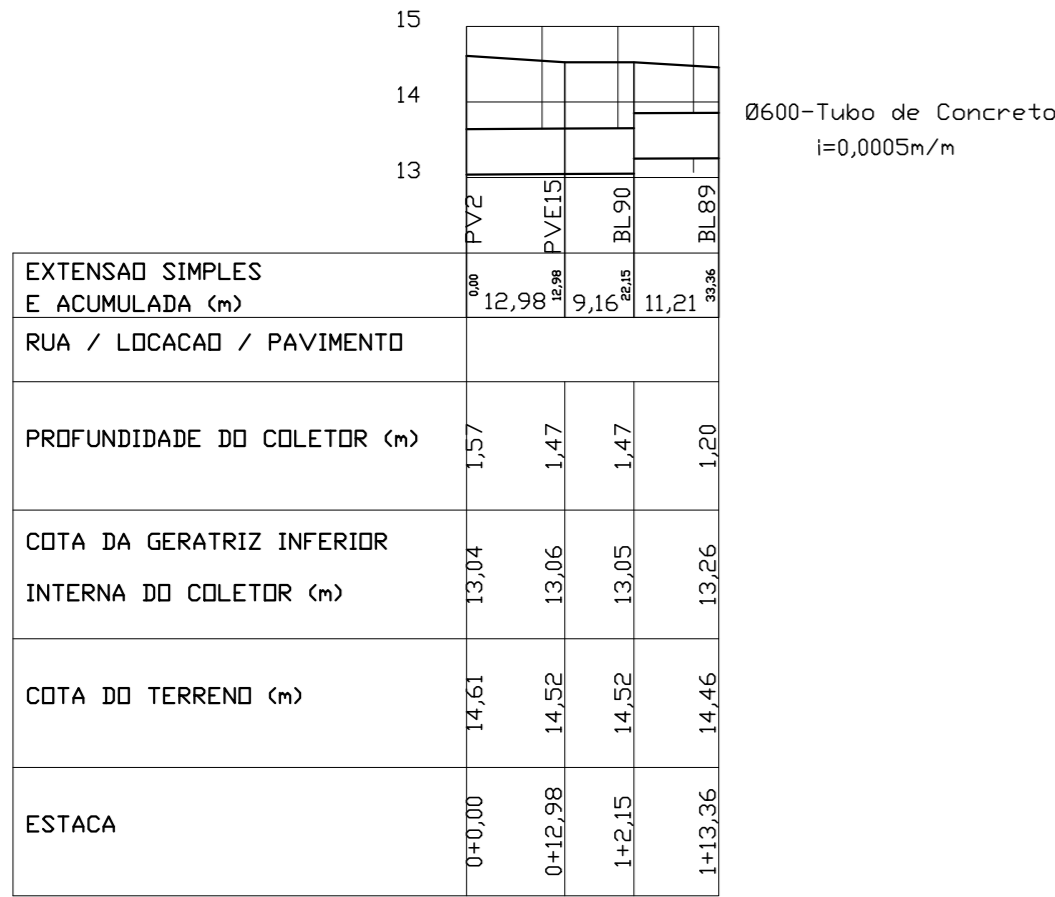 15
14
13
Ø600-Tubo de Concreto
i=0,0005m/m
PV2
PVE15
BL90
BL89
EXTENSAO SIMPLES
E ACUMULADA (m)
0,00
12,98
12,98
9,16
22,15
11,21
33,36
RUA / LOCACAO / PAVIMENTO
PROFUNDIDADE DO COLETOR (m)
1,57
1,47
1,47
1,20
COTA DA GERATRIZ INFERIOR
INTERNA DO COLETOR (m)
13,04
13,06
13,05
13,26
COTA DO TERRENO (m)
14,61
14,52
14,52
14,46
ESTACA
0+0,00
0+12,98
1+2,15
1+13,36